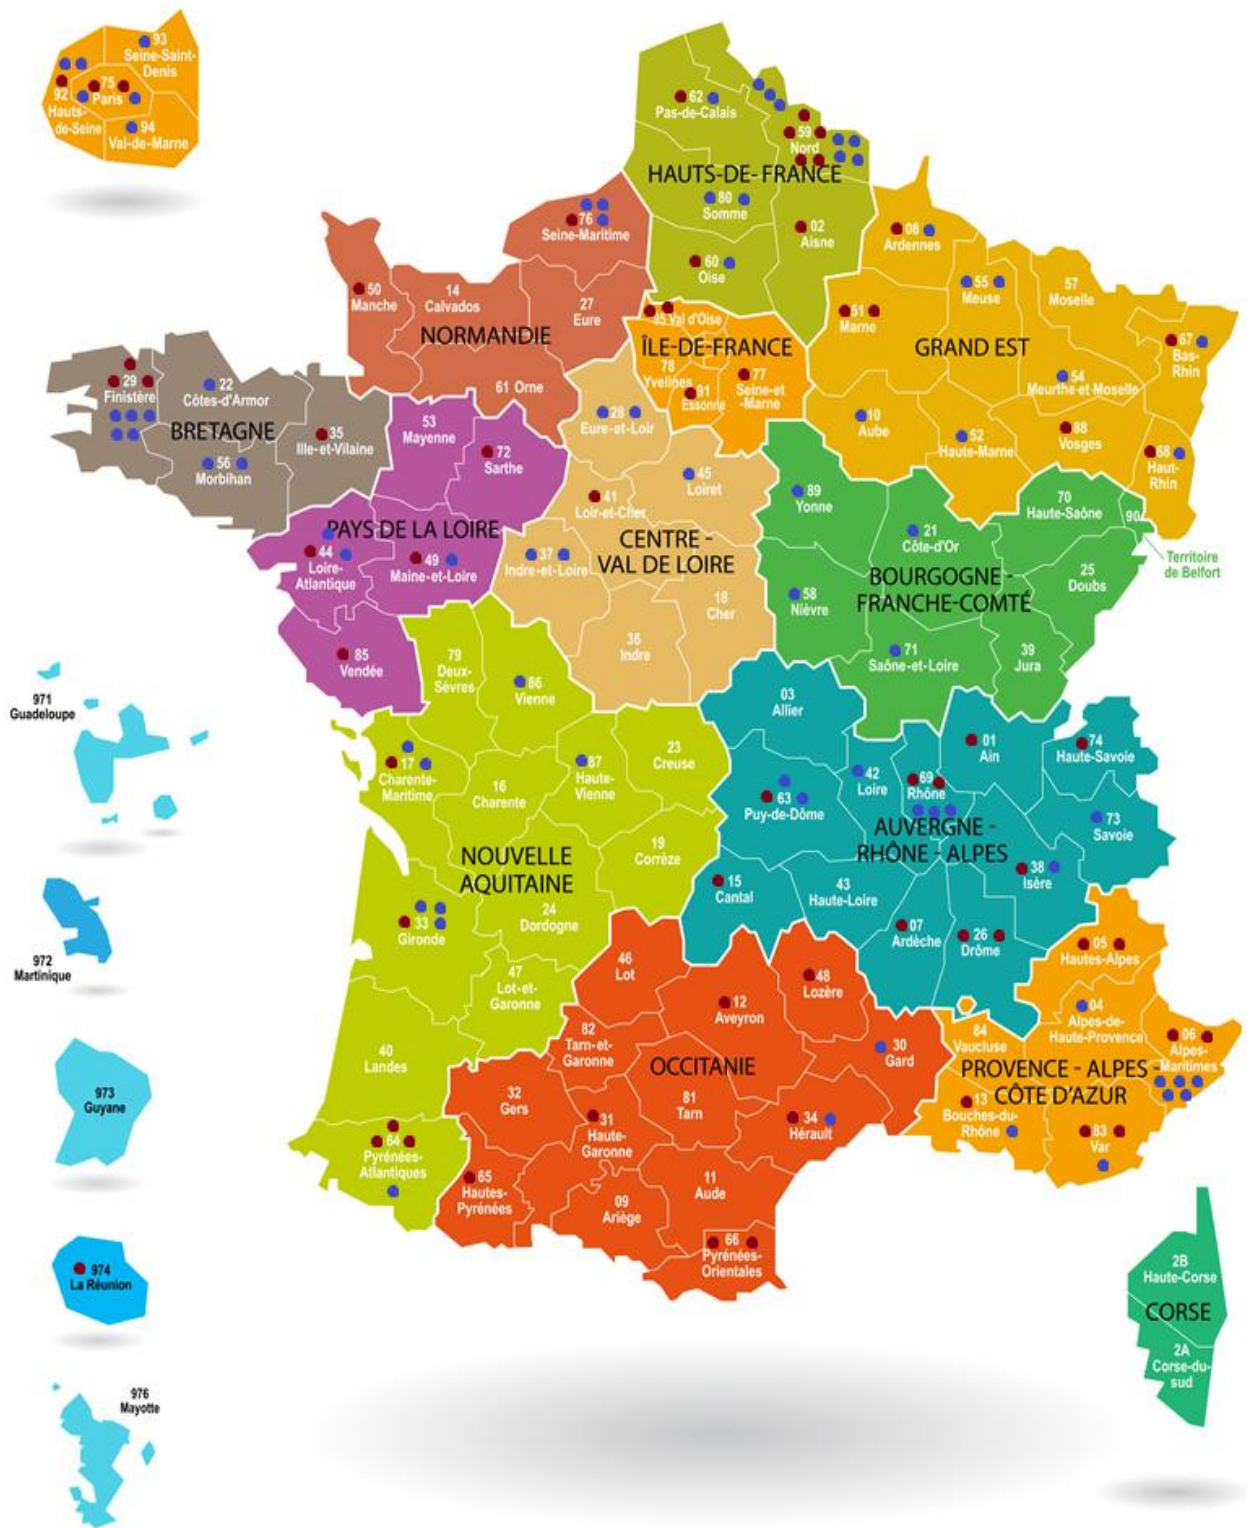 93
Seine-Saint-
Denis
75
Paris
92
Hauts-
de-Seine
94
Val-de-Marne
62
Pas-de-Calais
59
Nord
HAUTS-DE-FRANCE
80
Somme
02
Aisne
60
Oise
76
Seine-Maritime
50
Manche
14
Calvados
27
Eure
NORMANDIE
61 Orne
95 Val d'Oise
ÎLE-DE-FRANCE
78
Yvelines
77
Seine-et
-Marne
91
Essonne
08
Ardennes
55
Meuse
57
Moselle
51
Marne
GRAND EST
67
Bas-
Rhin
54
Meurthe-et-Moselle
10
Aube
52
Haute-Marne
88
Vosges
68
Haut-
Rhin
29
Finistère
22
Côtes-d'Armor
BRETAGNE
35
Ille-et-Vilaine
56
Morbihan
53
Mayenne
72
Sarthe
PAYS DE LA LOIRE
44
Loire-
Atlantique
49
Maine-et-Loire
85
Vendée
28
Eure-et-Loir
45
Loiret
41
Loir-et-Cher
CENTRE -
VAL DE LOIRE
37
Indre-et-Loire
18
Cher
36
Indre
89
Yonne
21
Côte-d'Or
70
Haute-Saône
90
Territoire
de Belfort
25
Doubs
BOURGOGNE -
FRANCHE-COMTÉ
58
Nièvre
71
Saône-et-Loire
39
Jura
79
Deux-
Sèvres
86
Vienne
17
Charente-
Maritime
16
Charente
87
Haute-
Vienne
23
Creuse
19
Corrèze
NOUVELLE
AQUITAINE
24
Dordogne
33
Gironde
47
Lot-et-
Garonne
40
Landes
64
Pyrénées-
Atlantiques
03
Allier
01
Ain
74
Haute-Savoie
42
Loire
69
Rhône
63
Puy-de-Dôme
73
Savoie
AUVERGNE -
RHÔNE - ALPES
38
Isère
15
Cantal
43
Haute-Loire
07
Ardèche
26
Drôme
46
Lot
48
Lozère
12
Aveyron
82
Tarn-et-
Garonne
30
Gard
OCCITANIE
32
Gers
81
Tarn
31
Haute-
Garonne
34
Hérault
65
Hautes-
Pyrénées
09
Ariège
11
Aude
66
Pyrénées-
Orientales
05
Hautes-Alpes
04
Alpes-de-
Haute-Provence
84
Vaucluse
06
Alpes-
Maritimes
PROVENCE - ALPES -
CÔTE D'AZUR
13
Bouches-du-
Rhône
83
Var
2B
Haute-Corse
CORSE
2A
Corse-du-
sud
971
Guadeloupe
972
Martinique
973
Guyane
974
La Réunion
976
Mayotte